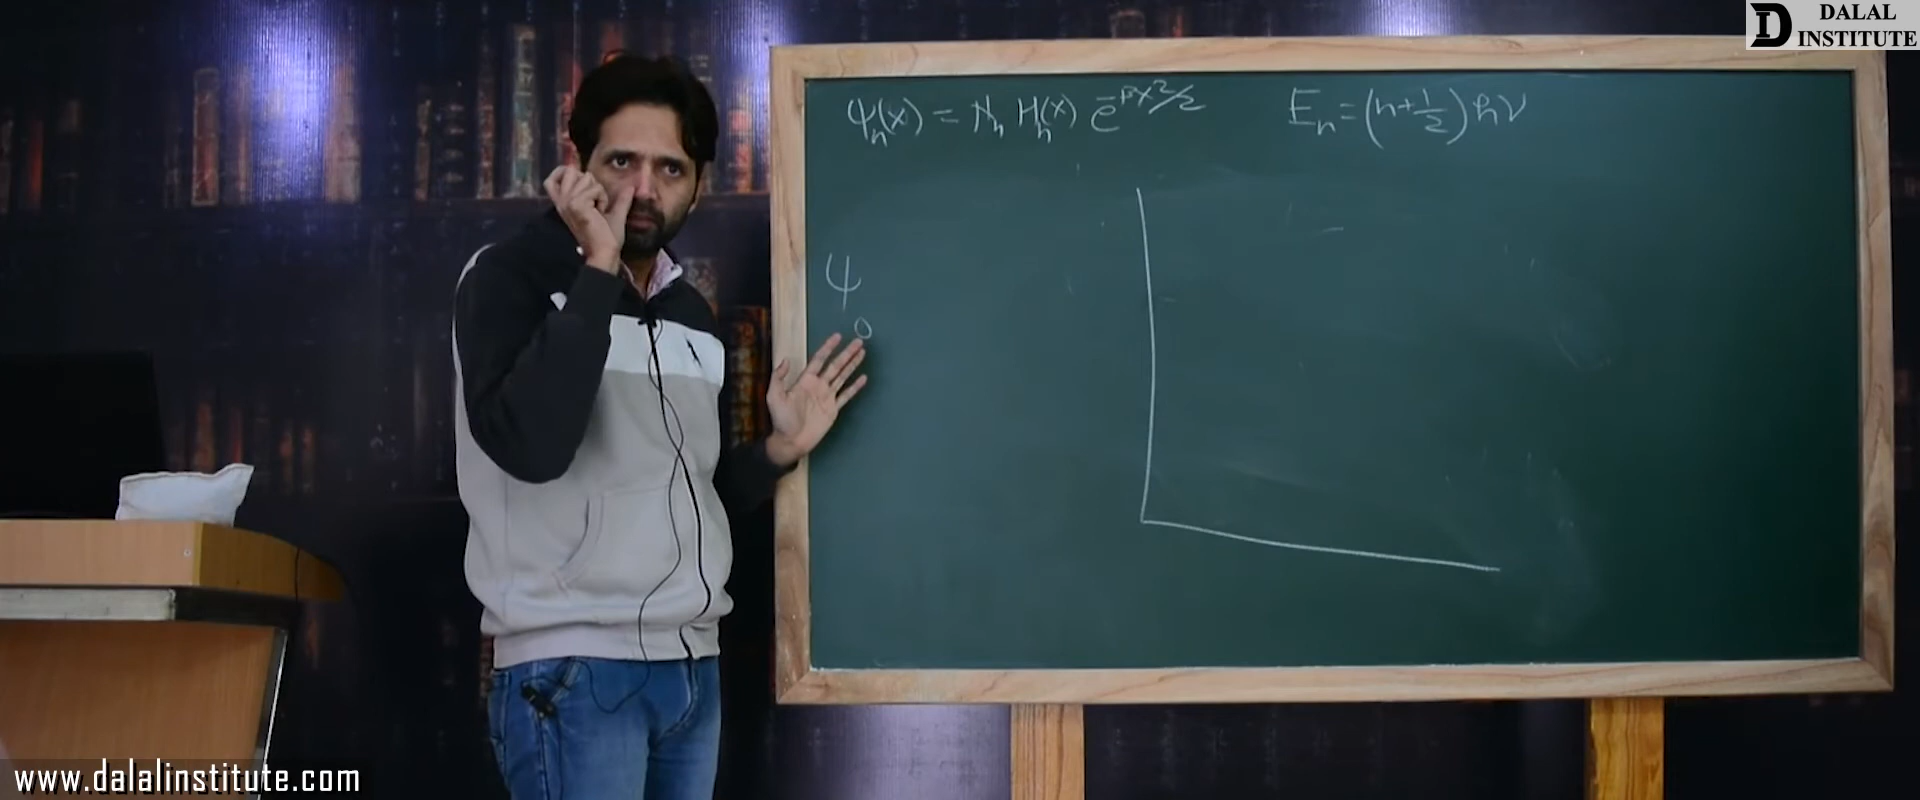 DALAL
INSTITUTE
ψₙ(x) = Nₙ Hₙ(x) e^-βx²/2
Eₙ = (n + 1/2) hν
ψ₀
www.dalalinstitute.com